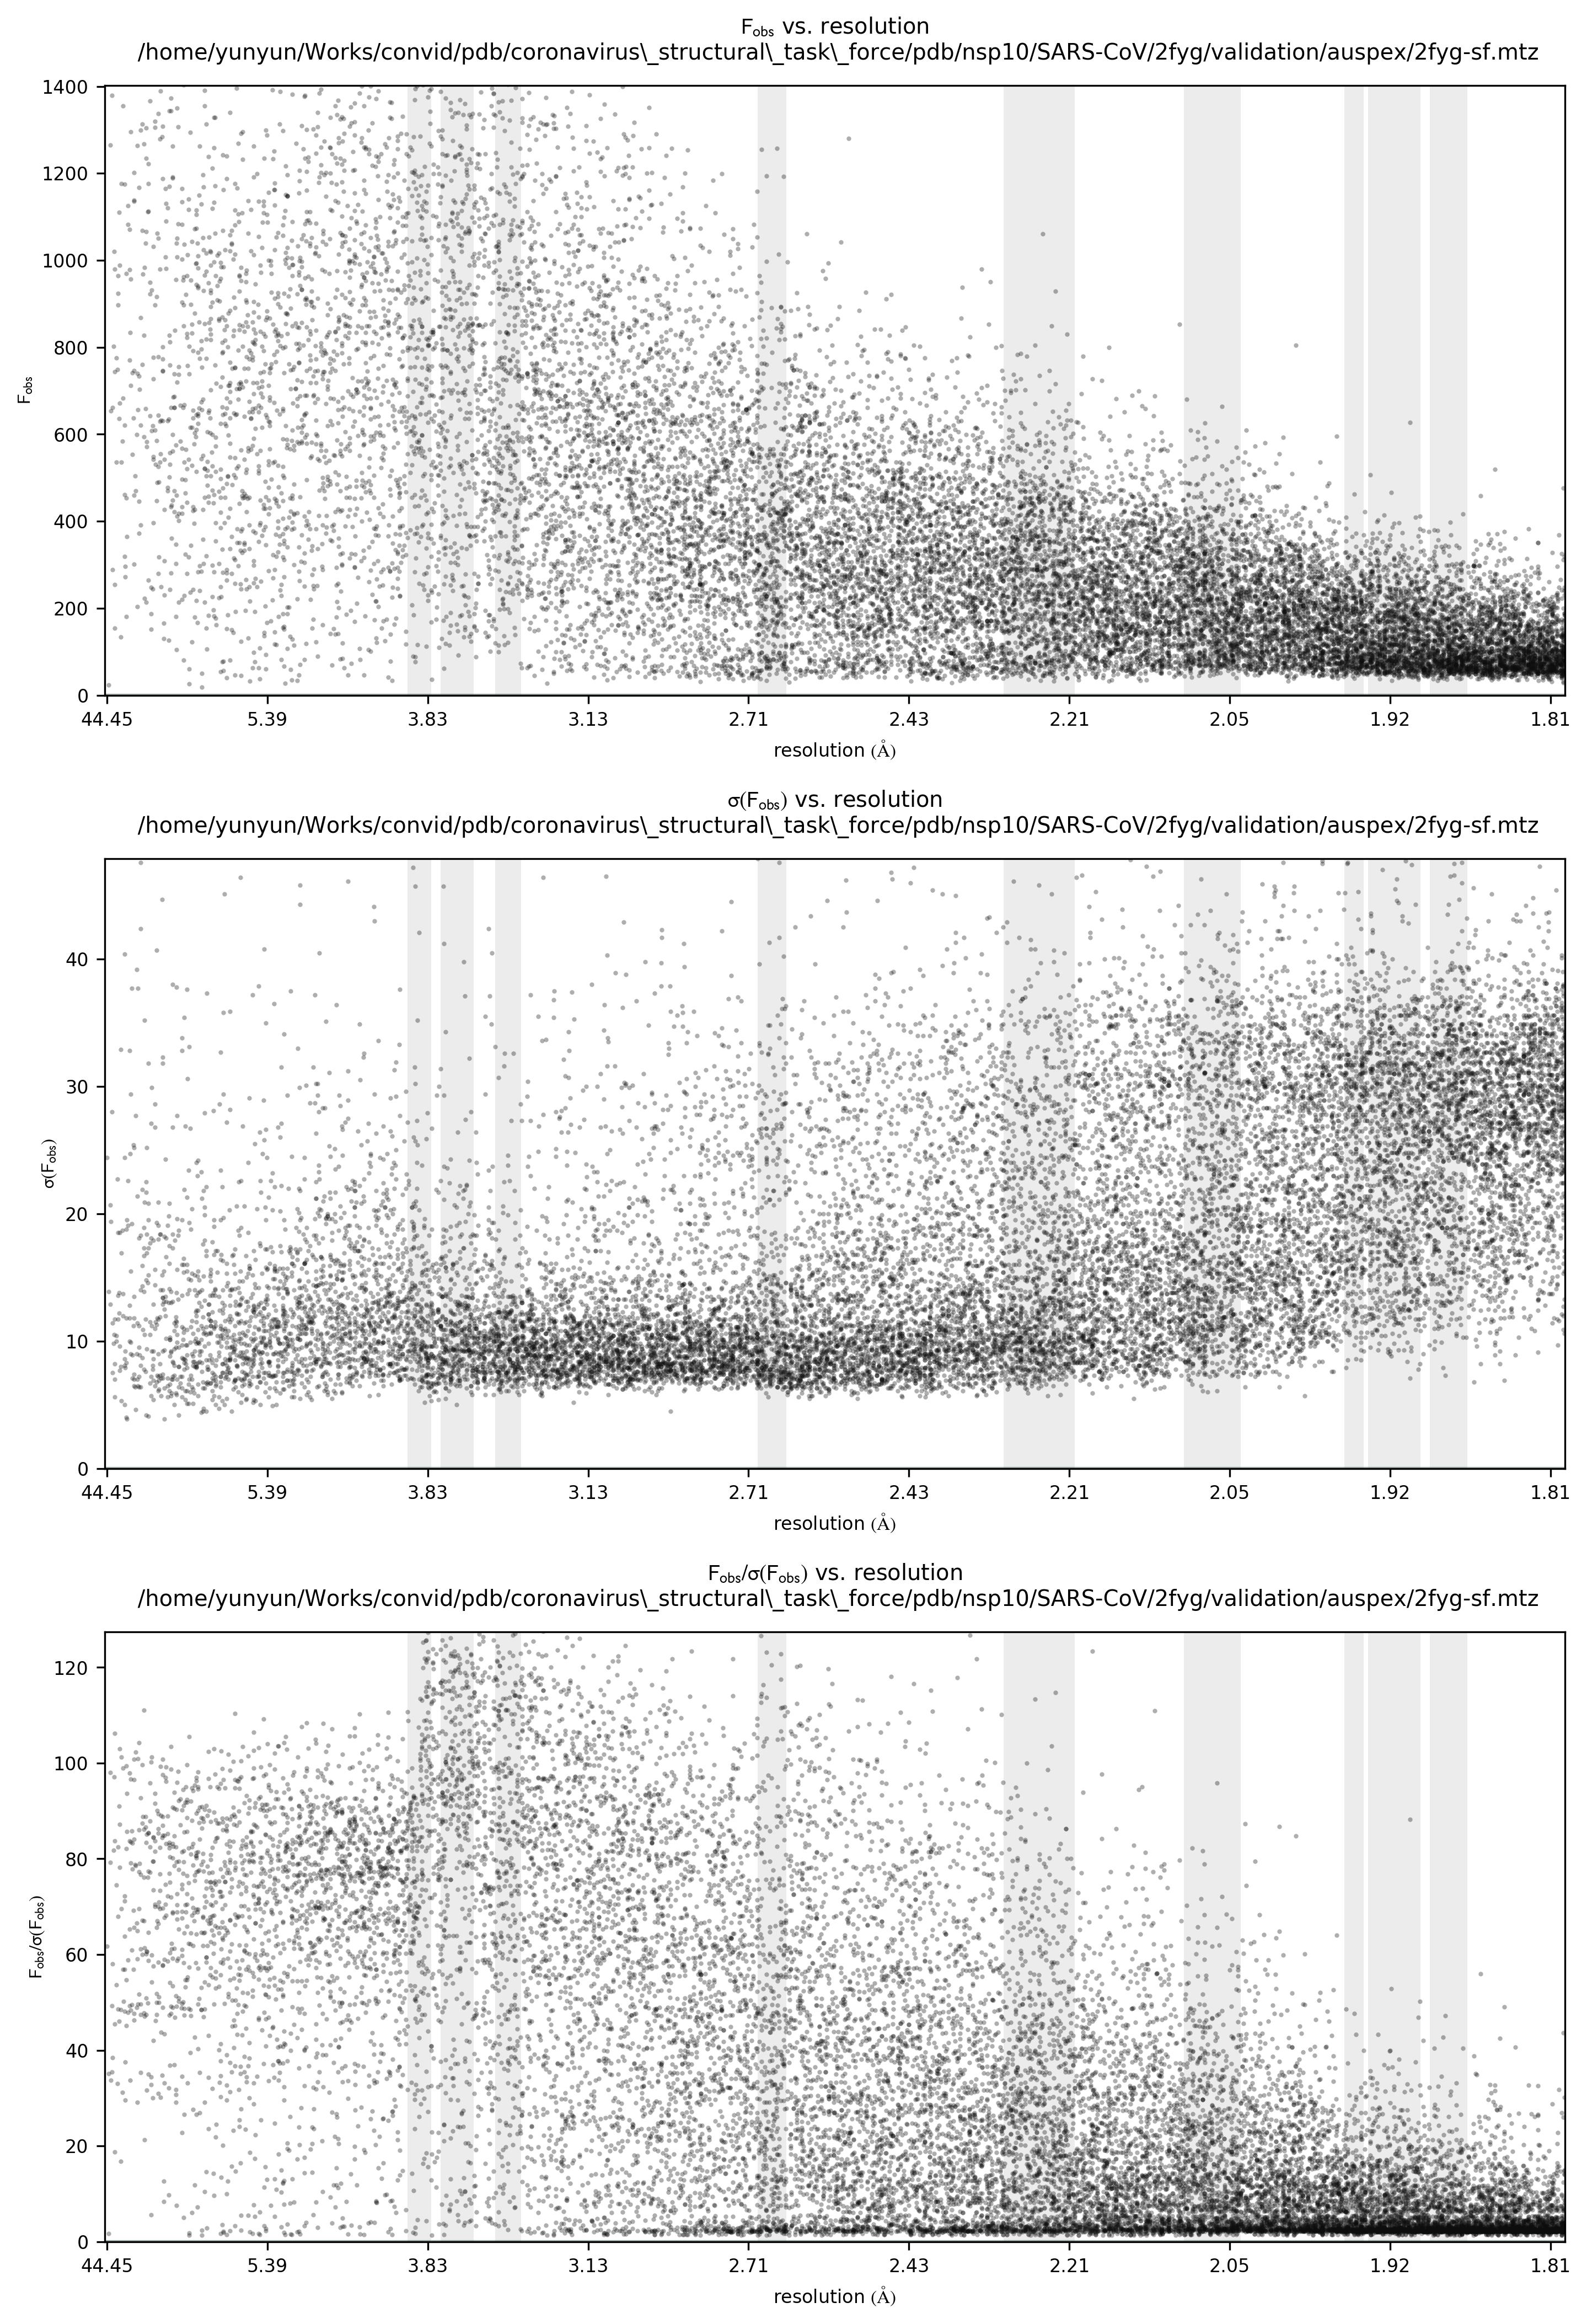 Fobs vs. resolution
/home/yunyun/Works/convid/pdb/coronavirus\_structural\_task\_force/pdb/nsp10/SARS-CoV/2fyg/validation/auspex/2fyg-sf.mtz
1400
1200
1000
800
600
400
200
0
Fobs
44.45 5.39 3.83 3.13 2.71 2.43 2.21 2.05 1.92 1.81
resolution (Å)
σ(Fobs) vs. resolution
/home/yunyun/Works/convid/pdb/coronavirus\_structural\_task\_force/pdb/nsp10/SARS-CoV/2fyg/validation/auspex/2fyg-sf.mtz
40
30
20
10
0
σ(Fobs)
44.45 5.39 3.83 3.13 2.71 2.43 2.21 2.05 1.92 1.81
resolution (Å)
Fobs/σ(Fobs) vs. resolution
/home/yunyun/Works/convid/pdb/coronavirus\_structural\_task\_force/pdb/nsp10/SARS-CoV/2fyg/validation/auspex/2fyg-sf.mtz
120
100
80
60
40
20
0
Fobs/σ(Fobs)
44.45 5.39 3.83 3.13 2.71 2.43 2.21 2.05 1.92 1.81
resolution (Å)